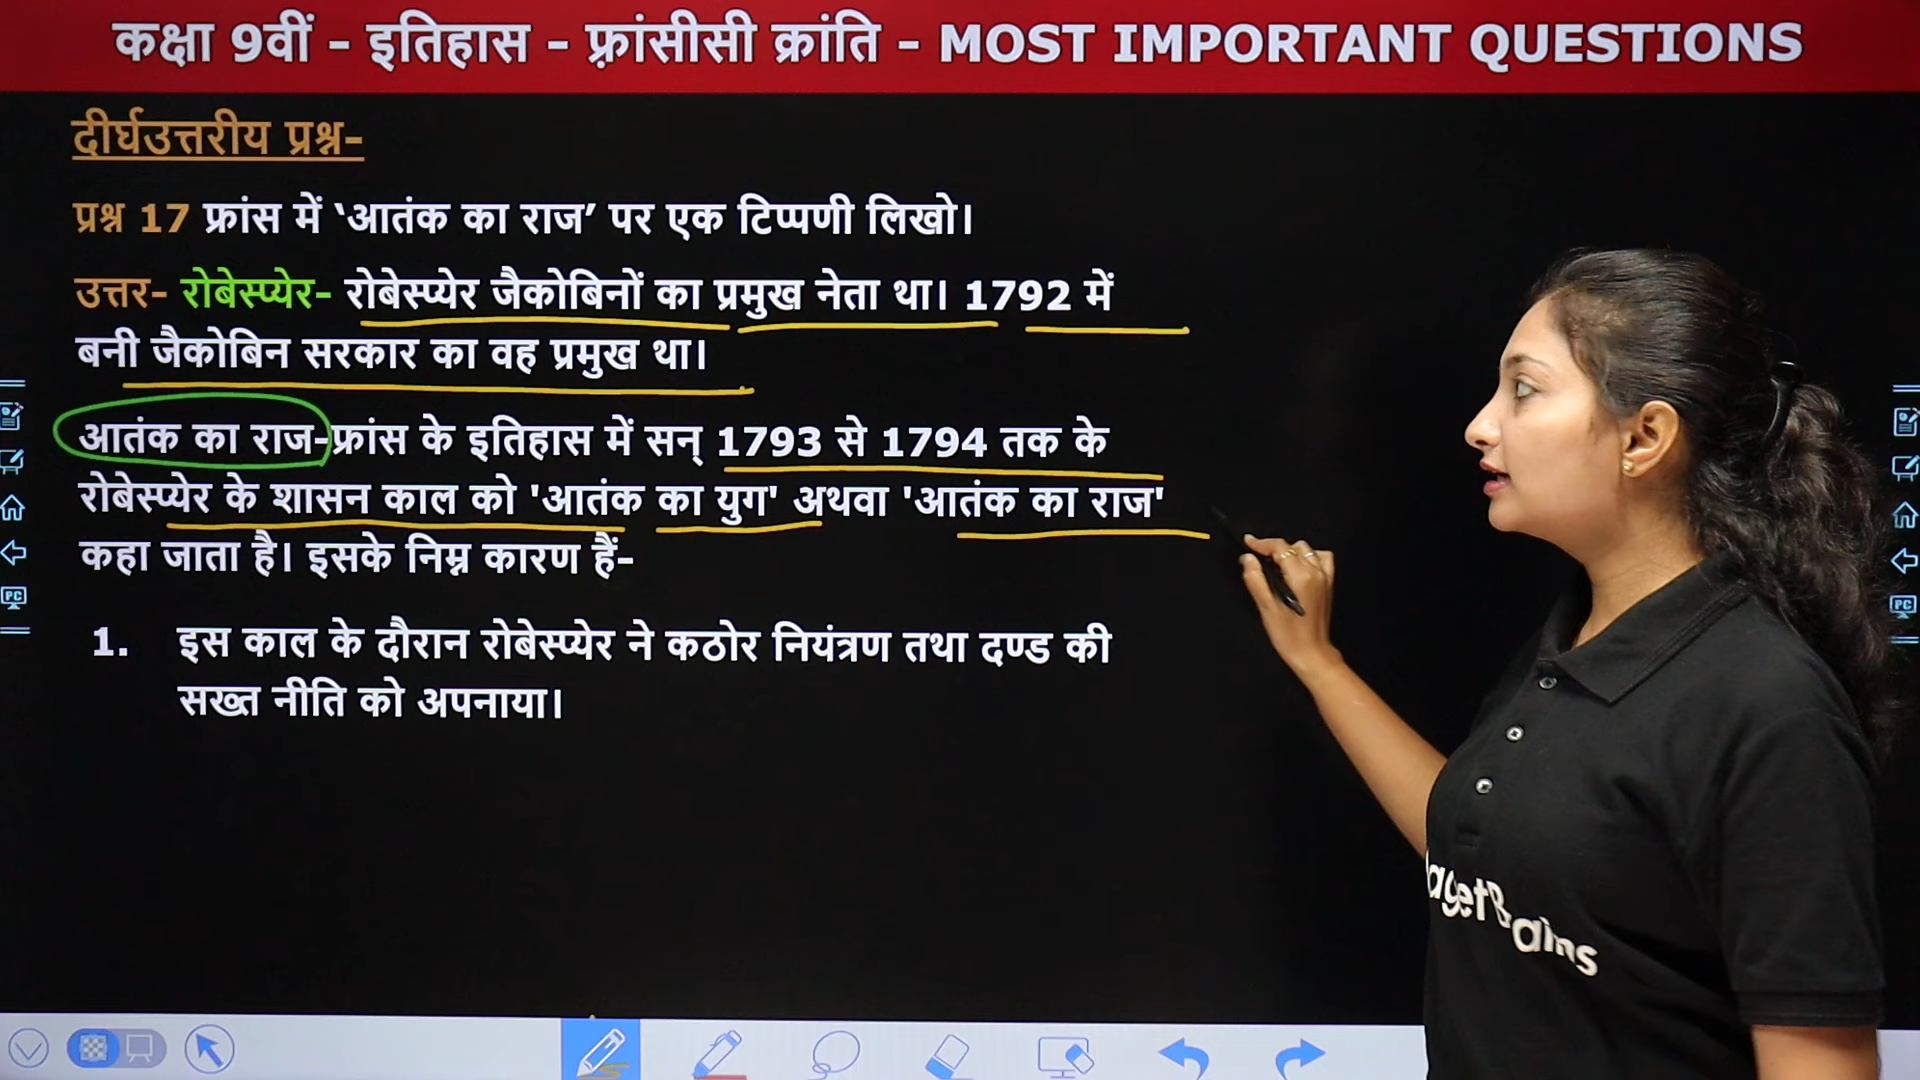 कक्षा 9वीं - इतिहास - फ़्रांसीसी क्रांति - MOST IMPORTANT QUESTIONS
दीर्घउत्तरीय प्रश्न-
प्रश्न 17 फ्रांस में ‘आतंक का राज’ पर एक टिप्पणी लिखो।
उत्तर- रोबेस्प्येर- रोबेस्प्येर जैकोबिनों का प्रमुख नेता था। 1792 में
बनी जैकोबिन सरकार का वह प्रमुख था।
आतंक का राज-फ्रांस के इतिहास में सन् 1793 से 1794 तक के
रोबेस्प्येर के शासन काल को 'आतंक का युग' अथवा 'आतंक का राज'
कहा जाता है। इसके निम्न कारण हैं-
1. इस काल के दौरान रोबेस्प्येर ने कठोर नियंत्रण तथा दण्ड की
सख्त नीति को अपनाया।
PC
PC